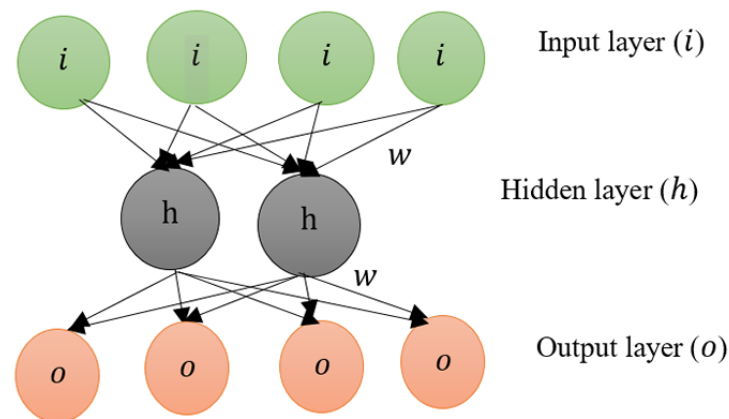 i i i i Input layer (i)
w
h h Hidden layer (h)
w
o o o o Output layer (o)